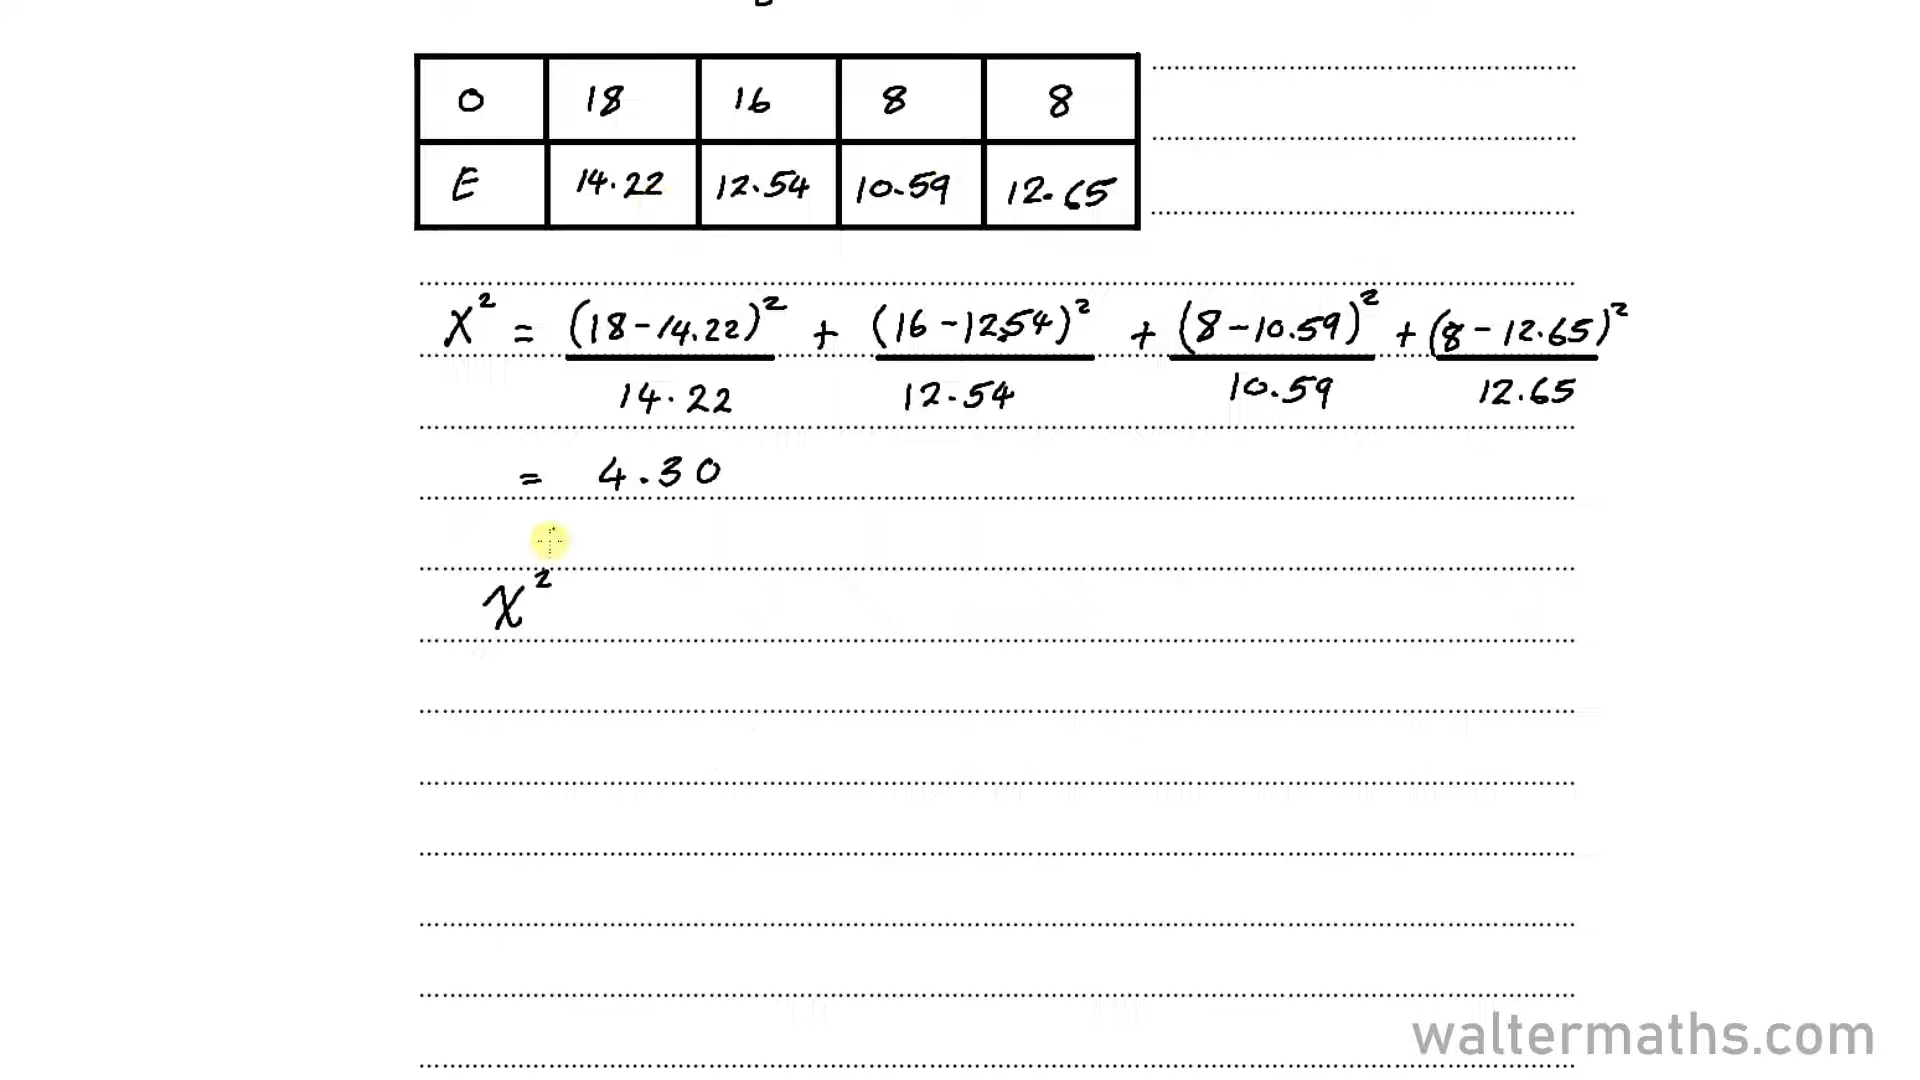 O 18 16 8 8
E 14.22 12.54 10.59 12.65
X² = (18-14.22)² / 14.22 + (16-12.54)² / 12.54 + (8-10.59)² / 10.59 + (8-12.65)² / 12.65
= 4.30
χ²
waltermaths.com